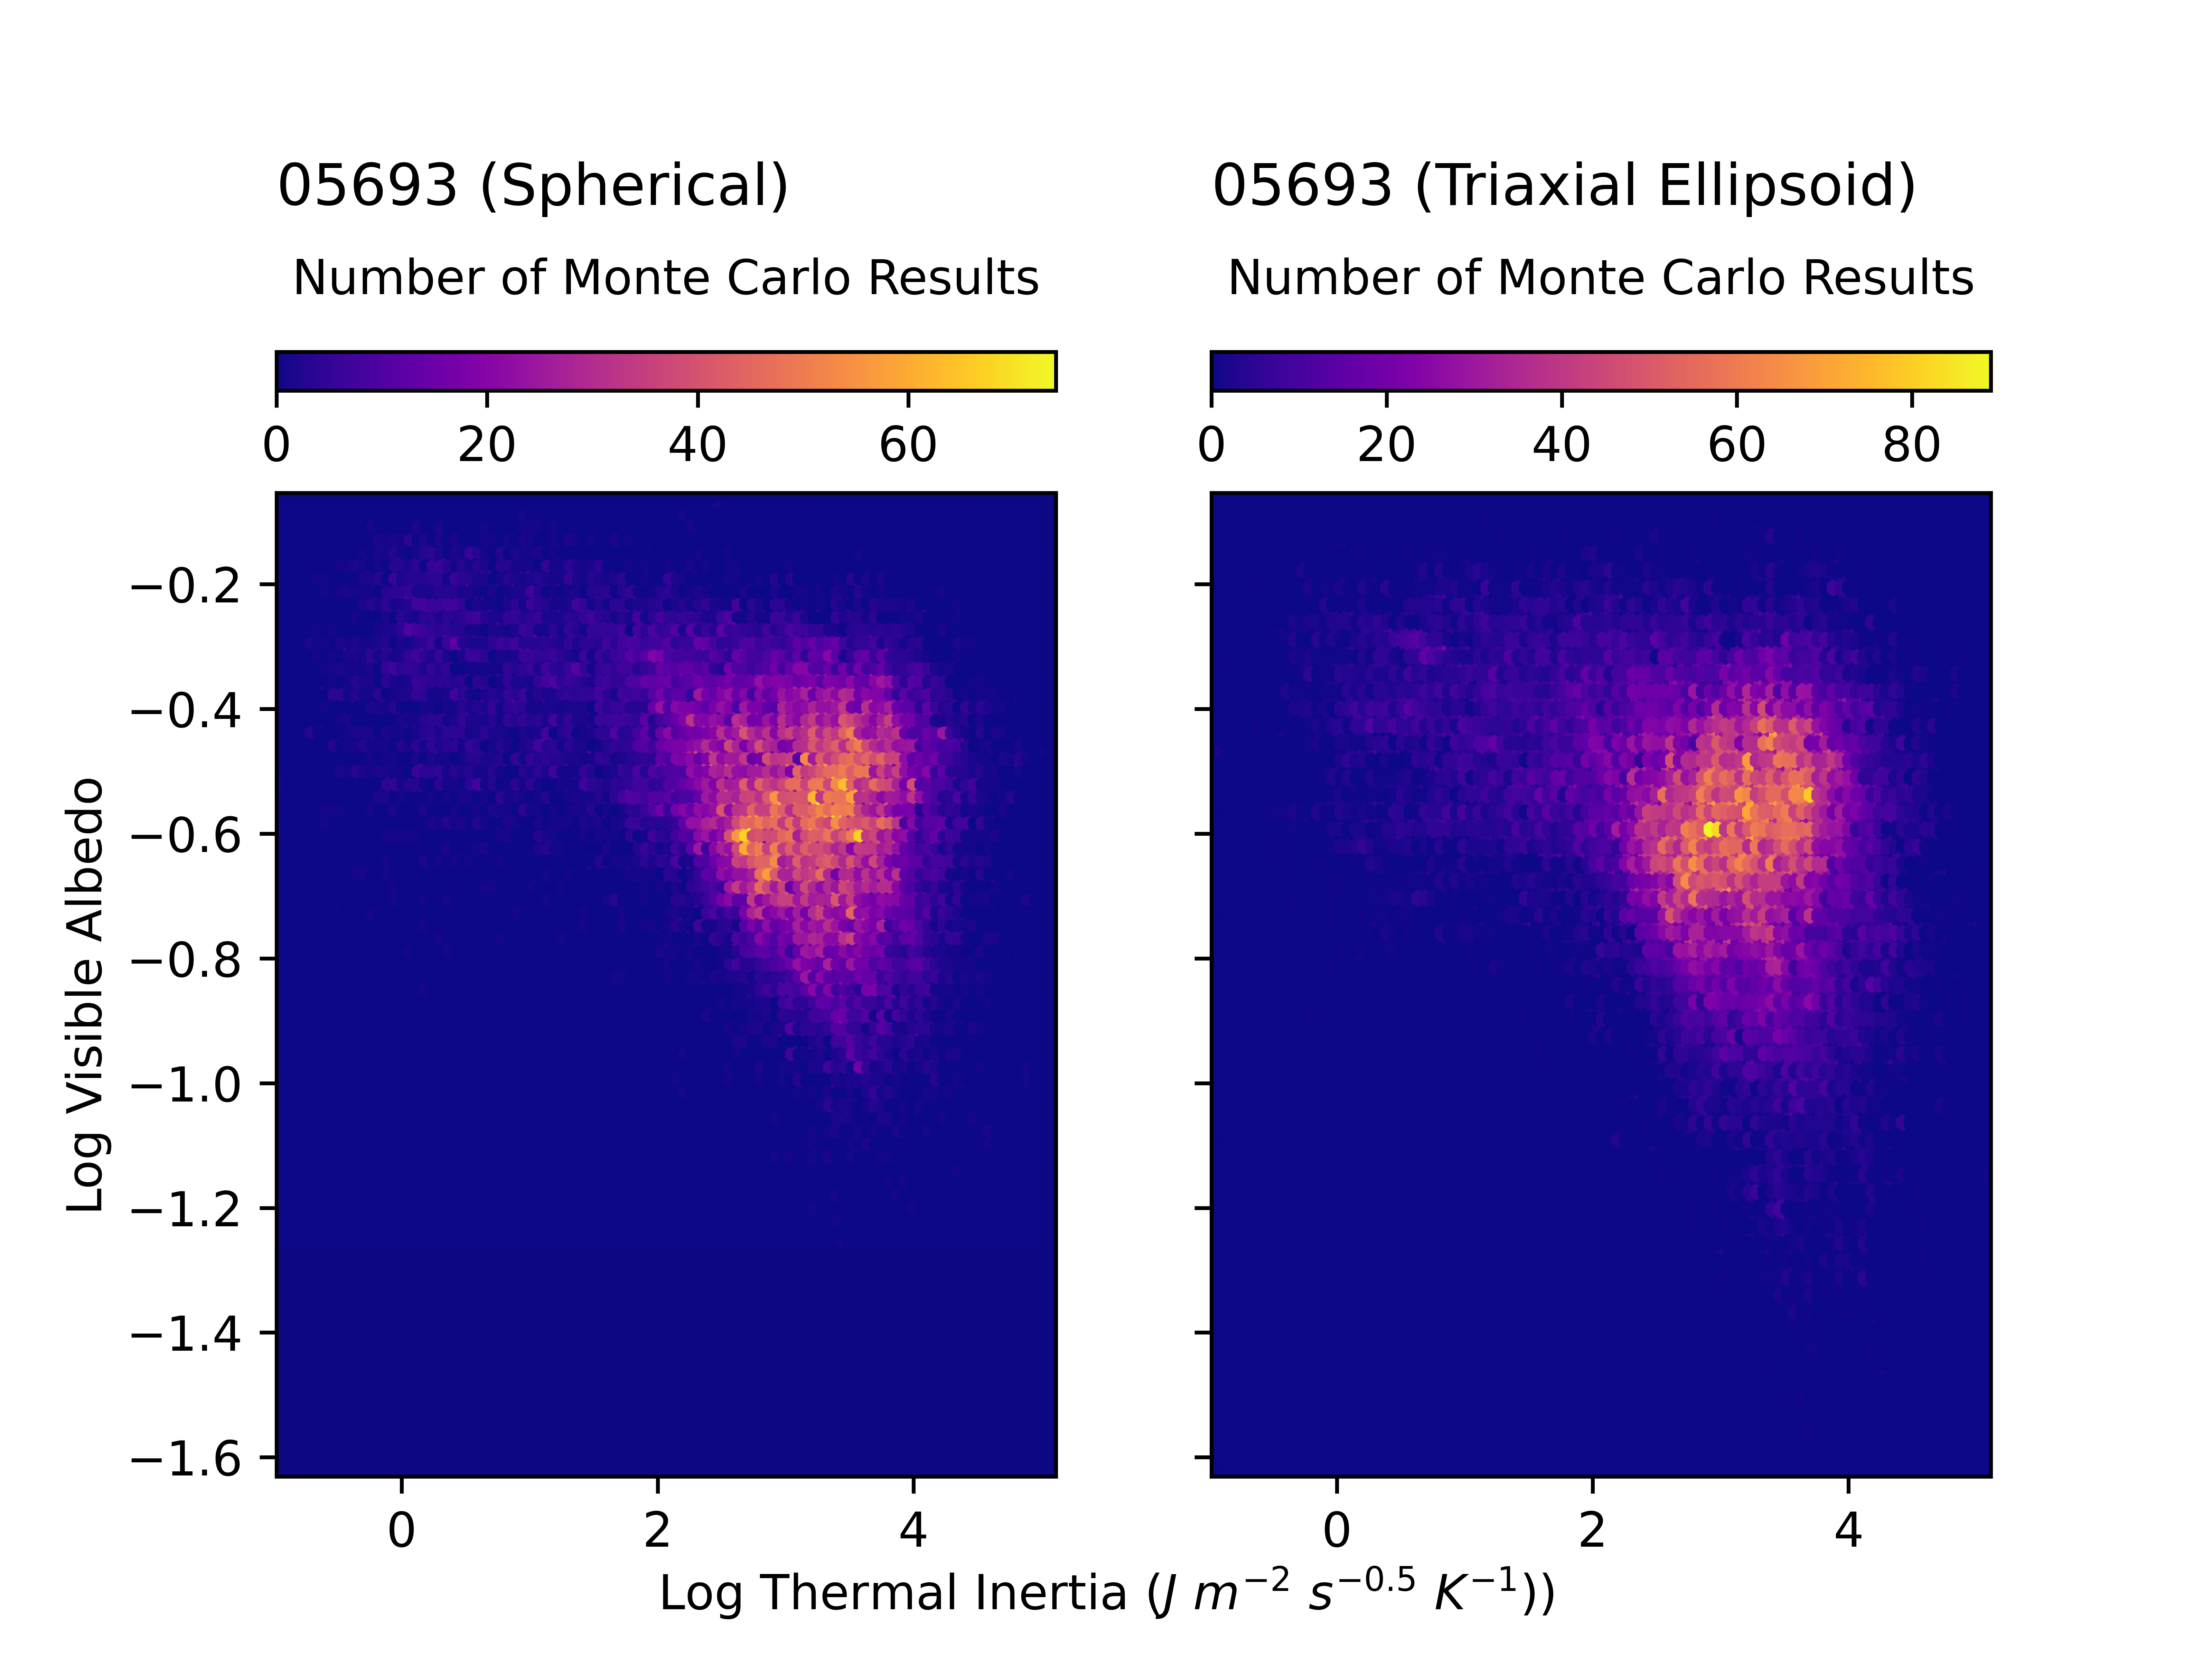 05693 (Spherical)
Number of Monte Carlo Results
0 20 40 60
05693 (Triaxial Ellipsoid)
Number of Monte Carlo Results
0 20 40 60 80
Log Visible Albedo
−0.2
−0.4
−0.6
−0.8
−1.0
−1.2
−1.4
−1.6
0 2 4
0 2 4
Log Thermal Inertia (J m⁻² s⁻⁰·⁵ K⁻¹))